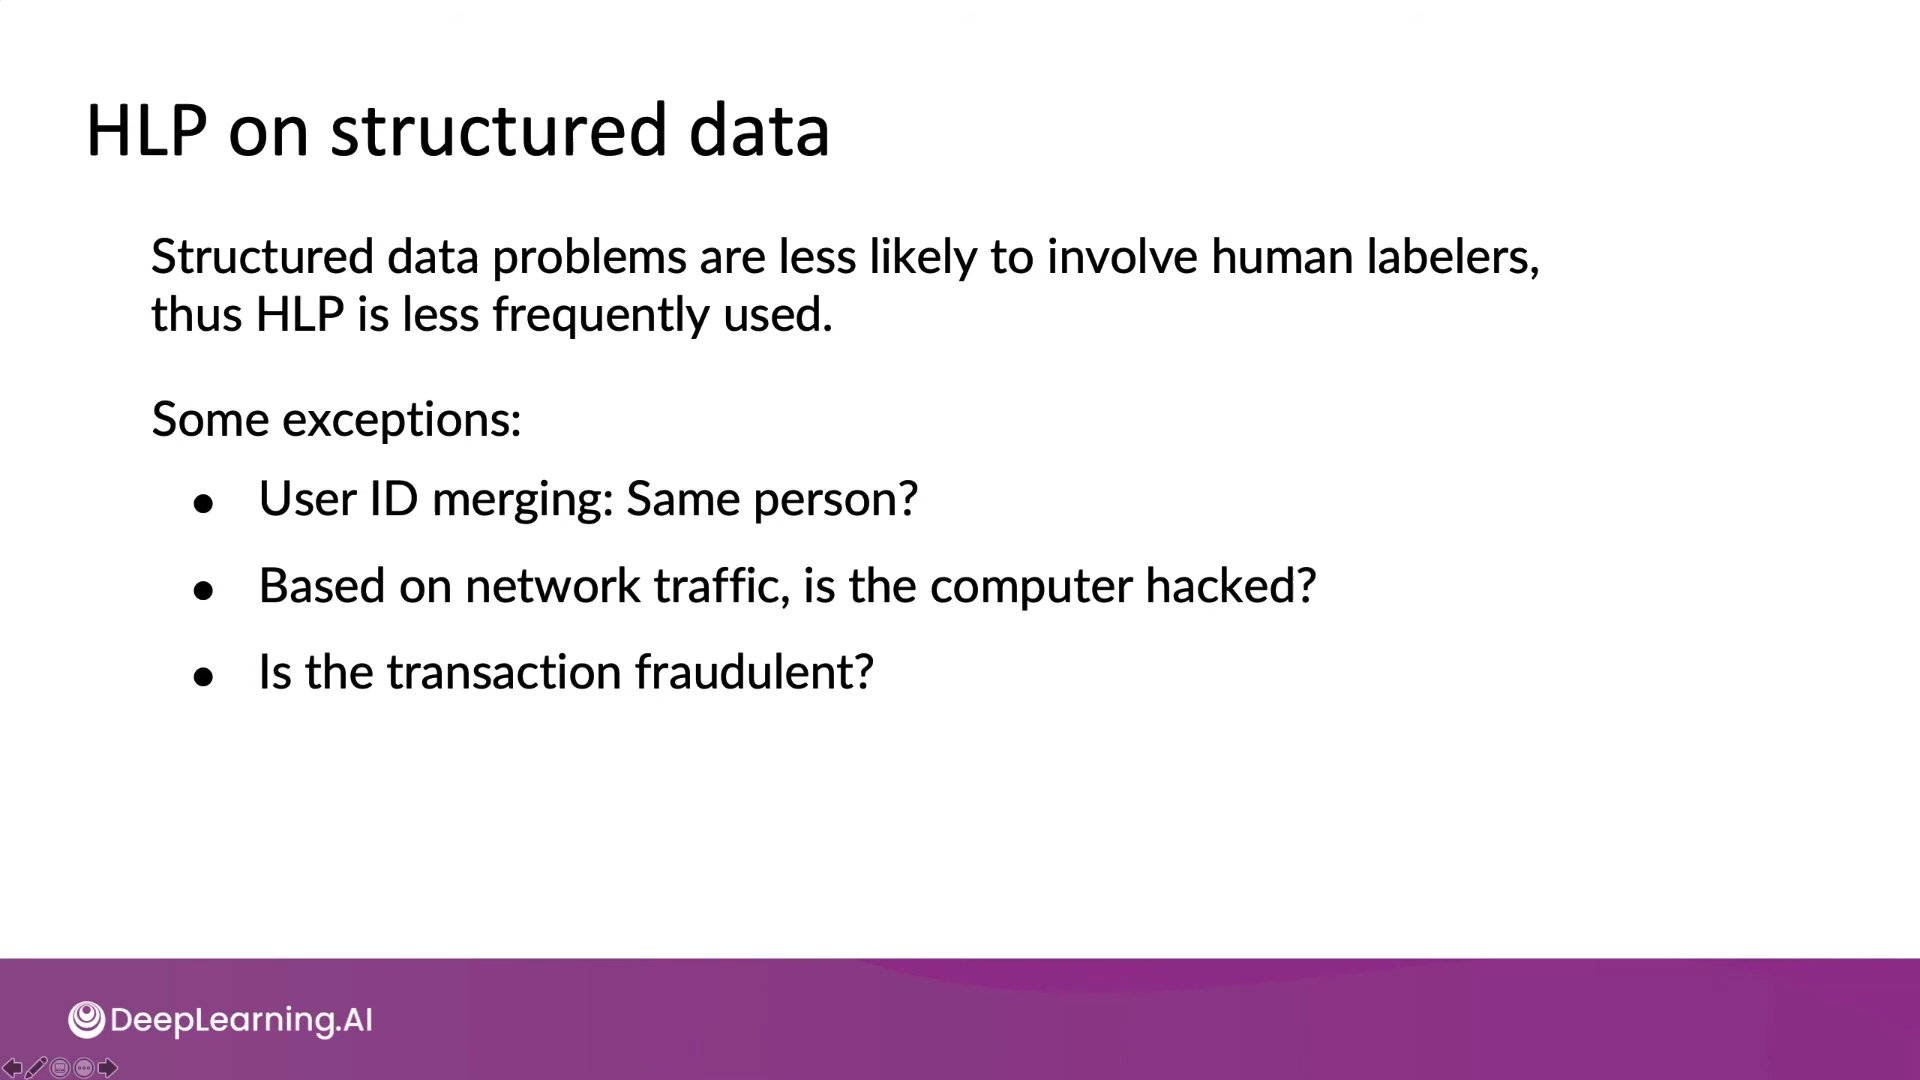 HLP on structured data
Structured data problems are less likely to involve human labelers,
thus HLP is less frequently used.
Some exceptions:
● User ID merging: Same person?
● Based on network traffic, is the computer hacked?
● Is the transaction fraudulent?
DeepLearning.AI